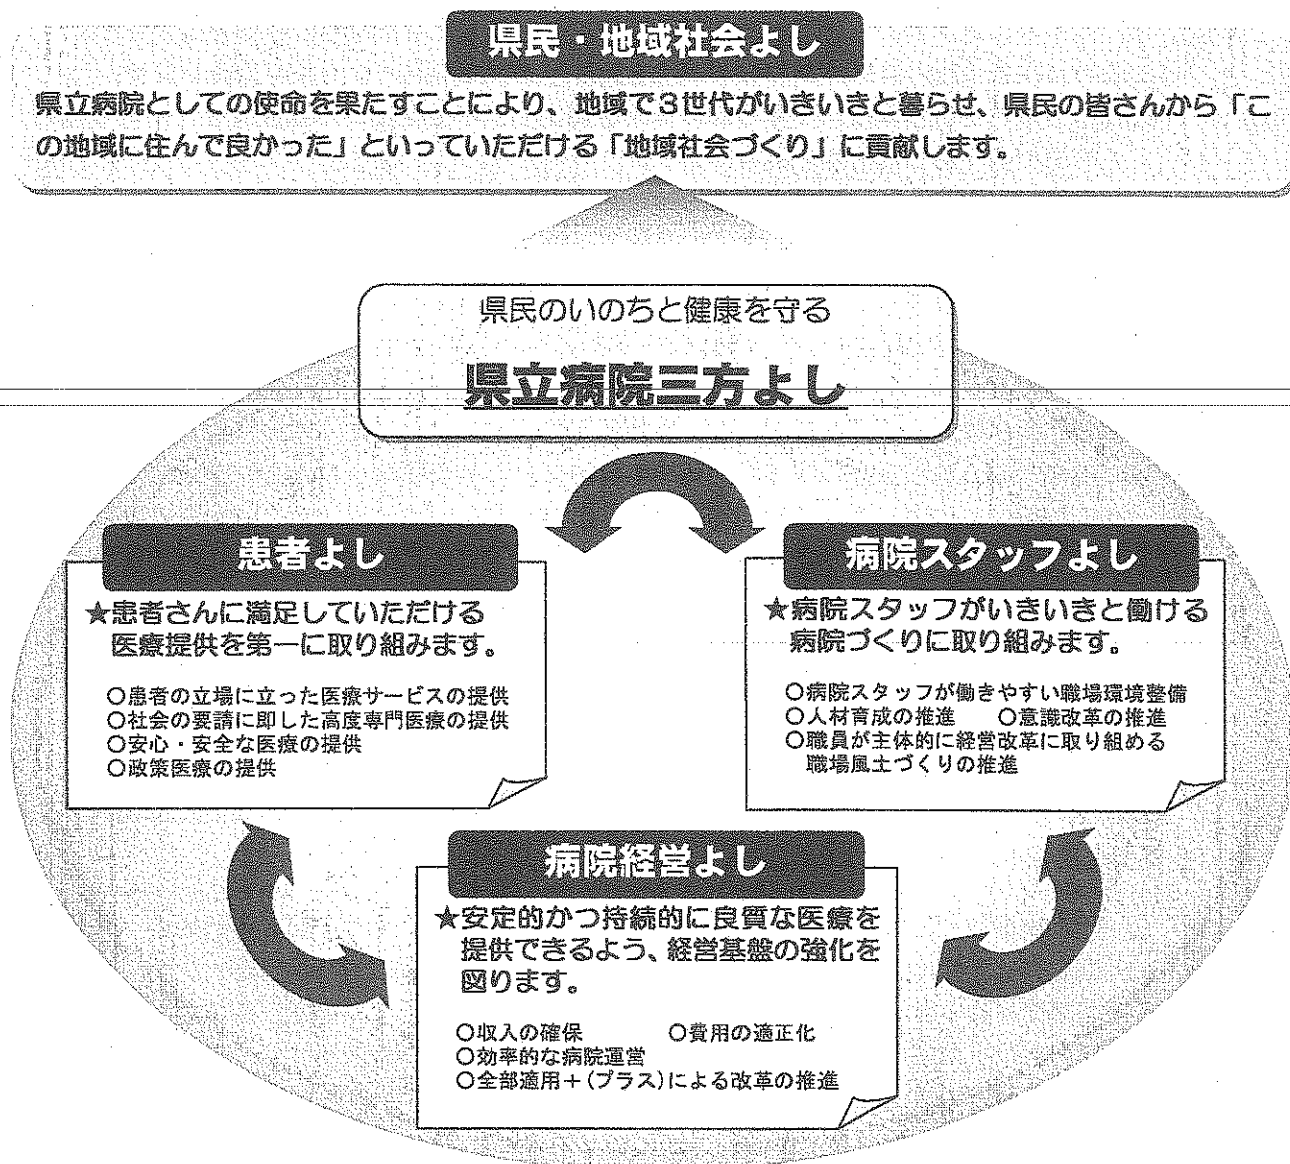 県民・地域社会よし
県立病院としての使命を果たすことにより、地域で3世代がいきいきと暮らせ、県民の皆さんから「こ
の地域に住んで良かった」といっていただける「地域社会づくり」に貢献します。
県民のいのちと健康を守る
県立病院三方よし
患者よし
★患者さんに満足していただける
医療提供を第一に取り組みます。
○患者の立場に立った医療サービスの提供
○社会の要請に即した高度専門医療の提供
○安心・安全な医療の提供
○政策医療の提供
病院スタッフよし
★病院スタッフがいきいきと働ける
病院づくりに取り組みます。
○病院スタッフが働きやすい職場環境整備
○人材育成の推進 ○意識改革の推進
○職員が主体的に経営改革に取り組める
職場風土づくりの推進
病院経営よし
★安定的かつ持続的に良質な医療を
提供できるよう、経営基盤の強化を
図ります。
○収入の確保 ○費用の適正化
○効率的な病院運営
○全部適用+(プラス)による改革の推進